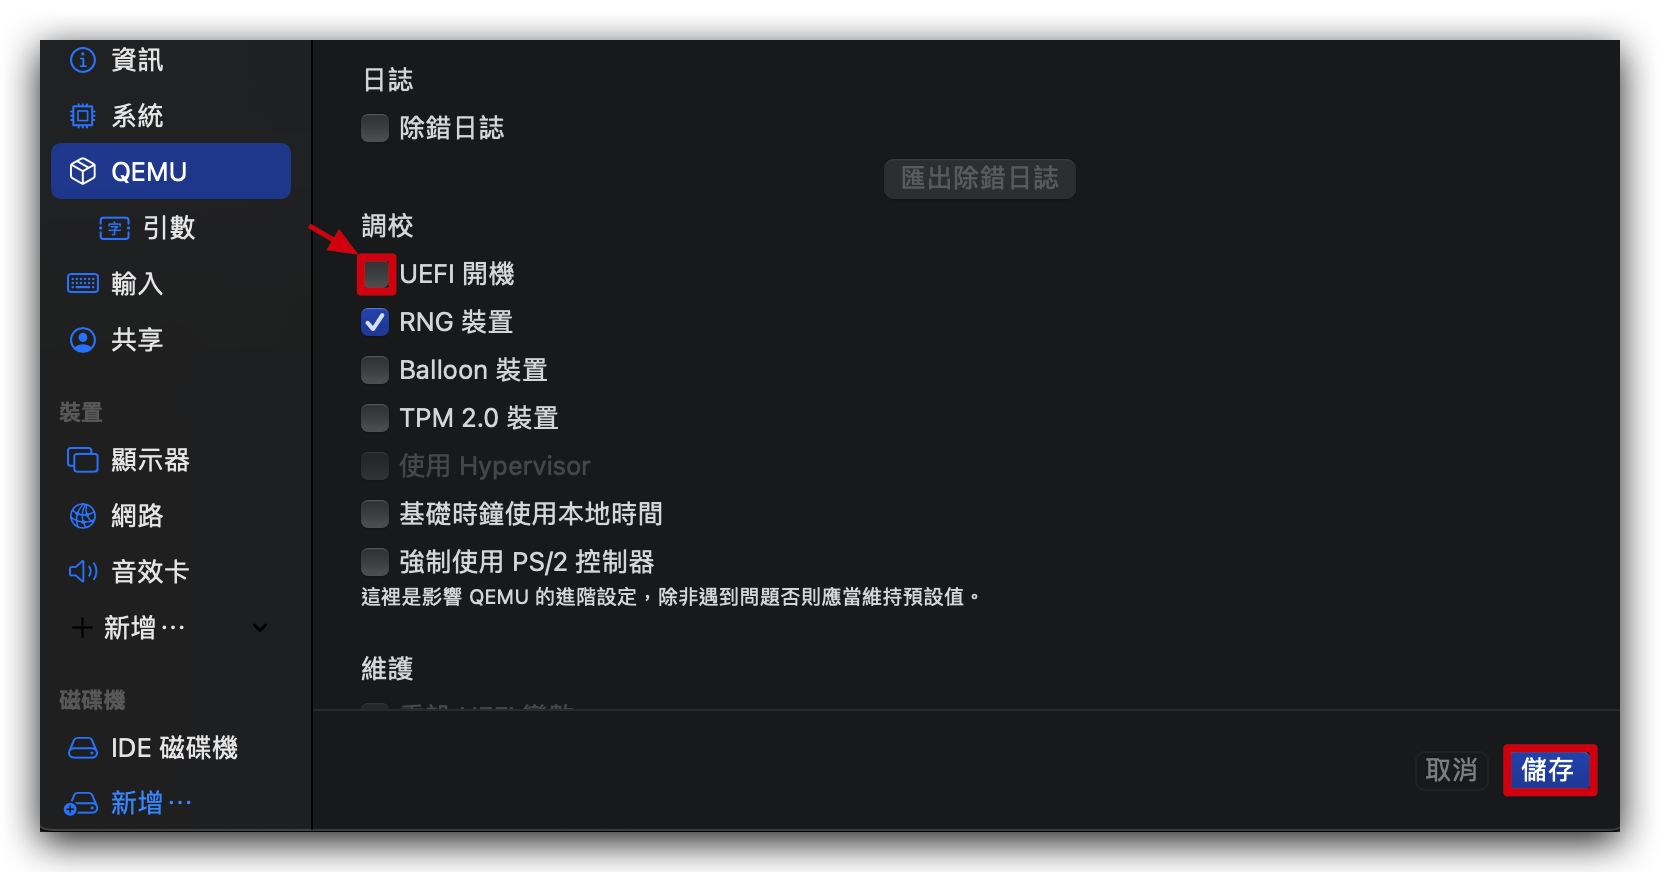 資訊
系統
QEMU
引數
輸入
共享
裝置
顯示器
網路
音效卡
新增…
磁碟機
IDE 磁碟機
新增…
日誌
除錯日誌
匯出除錯日誌
調校
UEFI 開機
RNG 裝置
Balloon 裝置
TPM 2.0 裝置
使用 Hypervisor
基礎時鐘使用本地時間
強制使用 PS/2 控制器
這裡是影響 QEMU 的進階設定，除非遇到問題否則應當維持預設值。
維護
取消
儲存